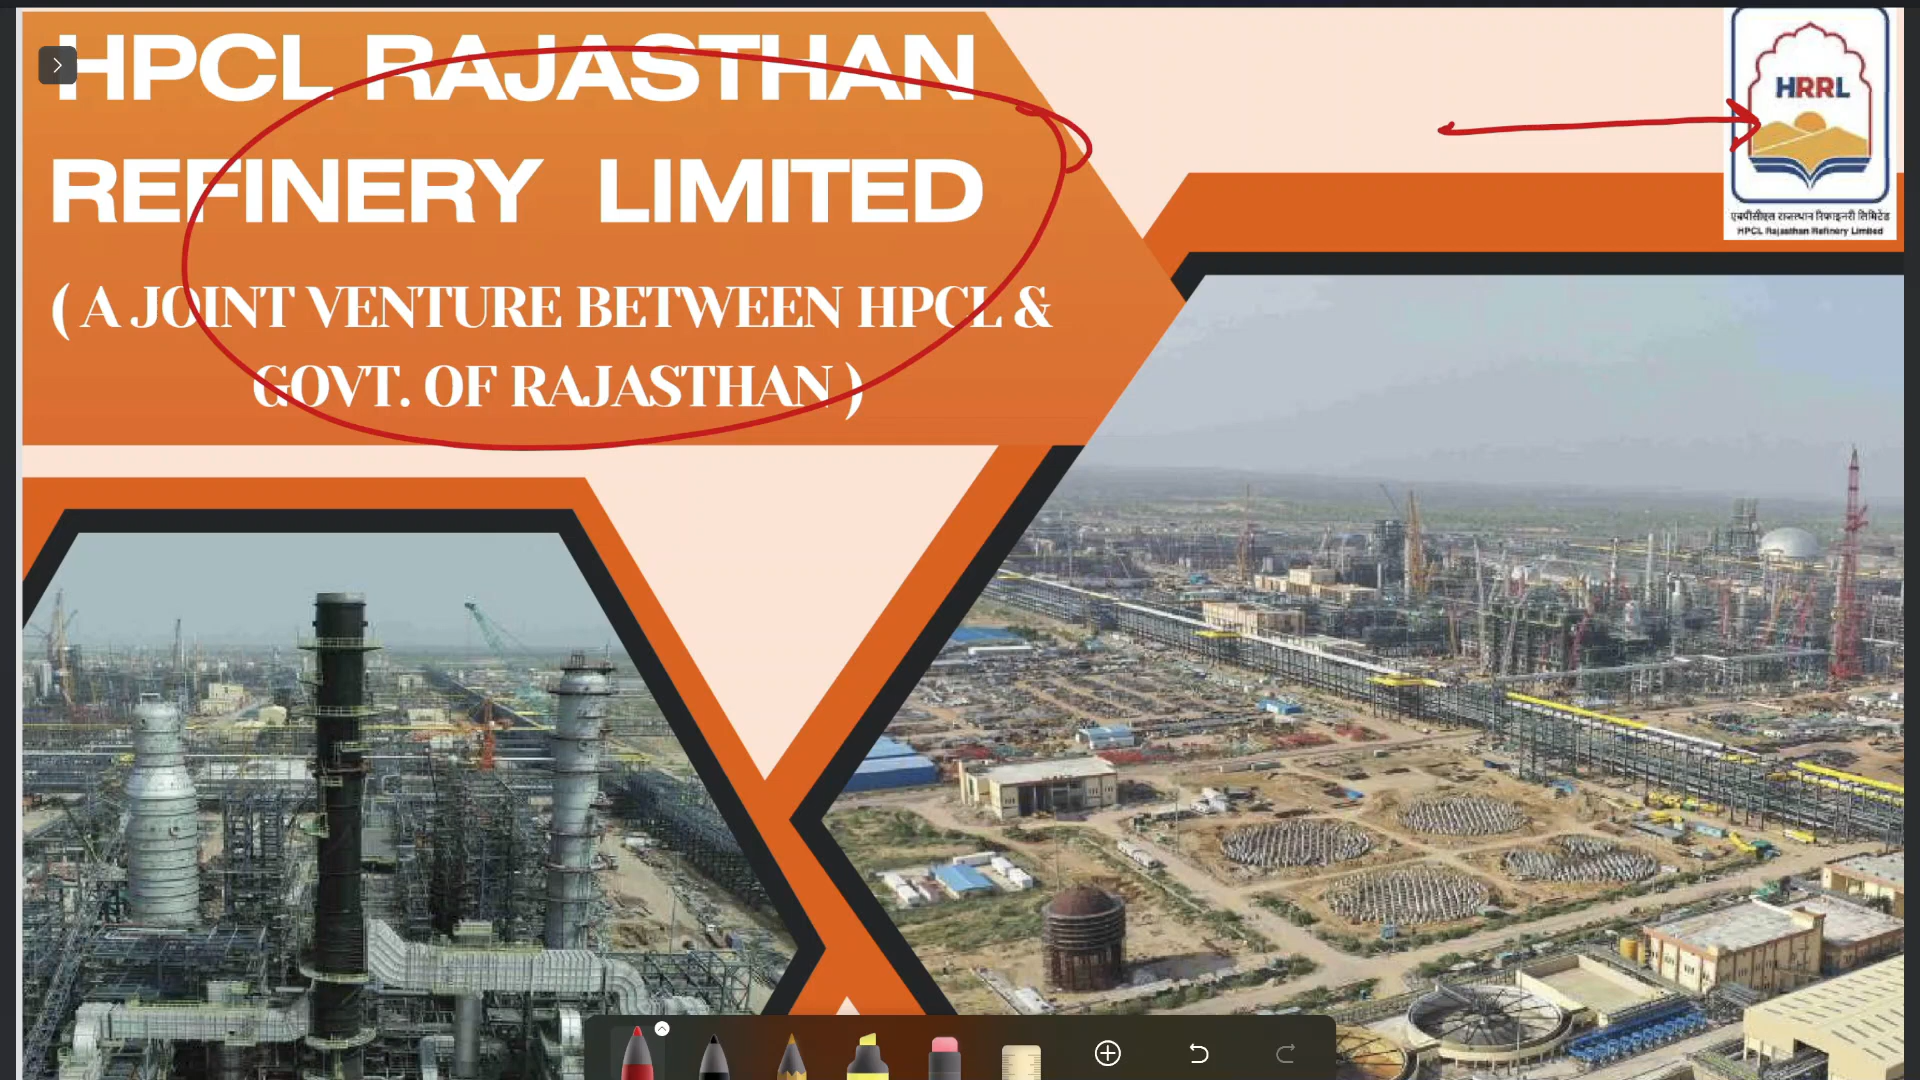 HPCL RAJASTHAN
REFINERY LIMITED
( A JOINT VENTURE BETWEEN HPCL &
GOVT. OF RAJASTHAN )
HRRL
एचपीसीएल राजस्थान रिफाइनरी लिमिटेड
HPCL Rajasthan Refinery Limited